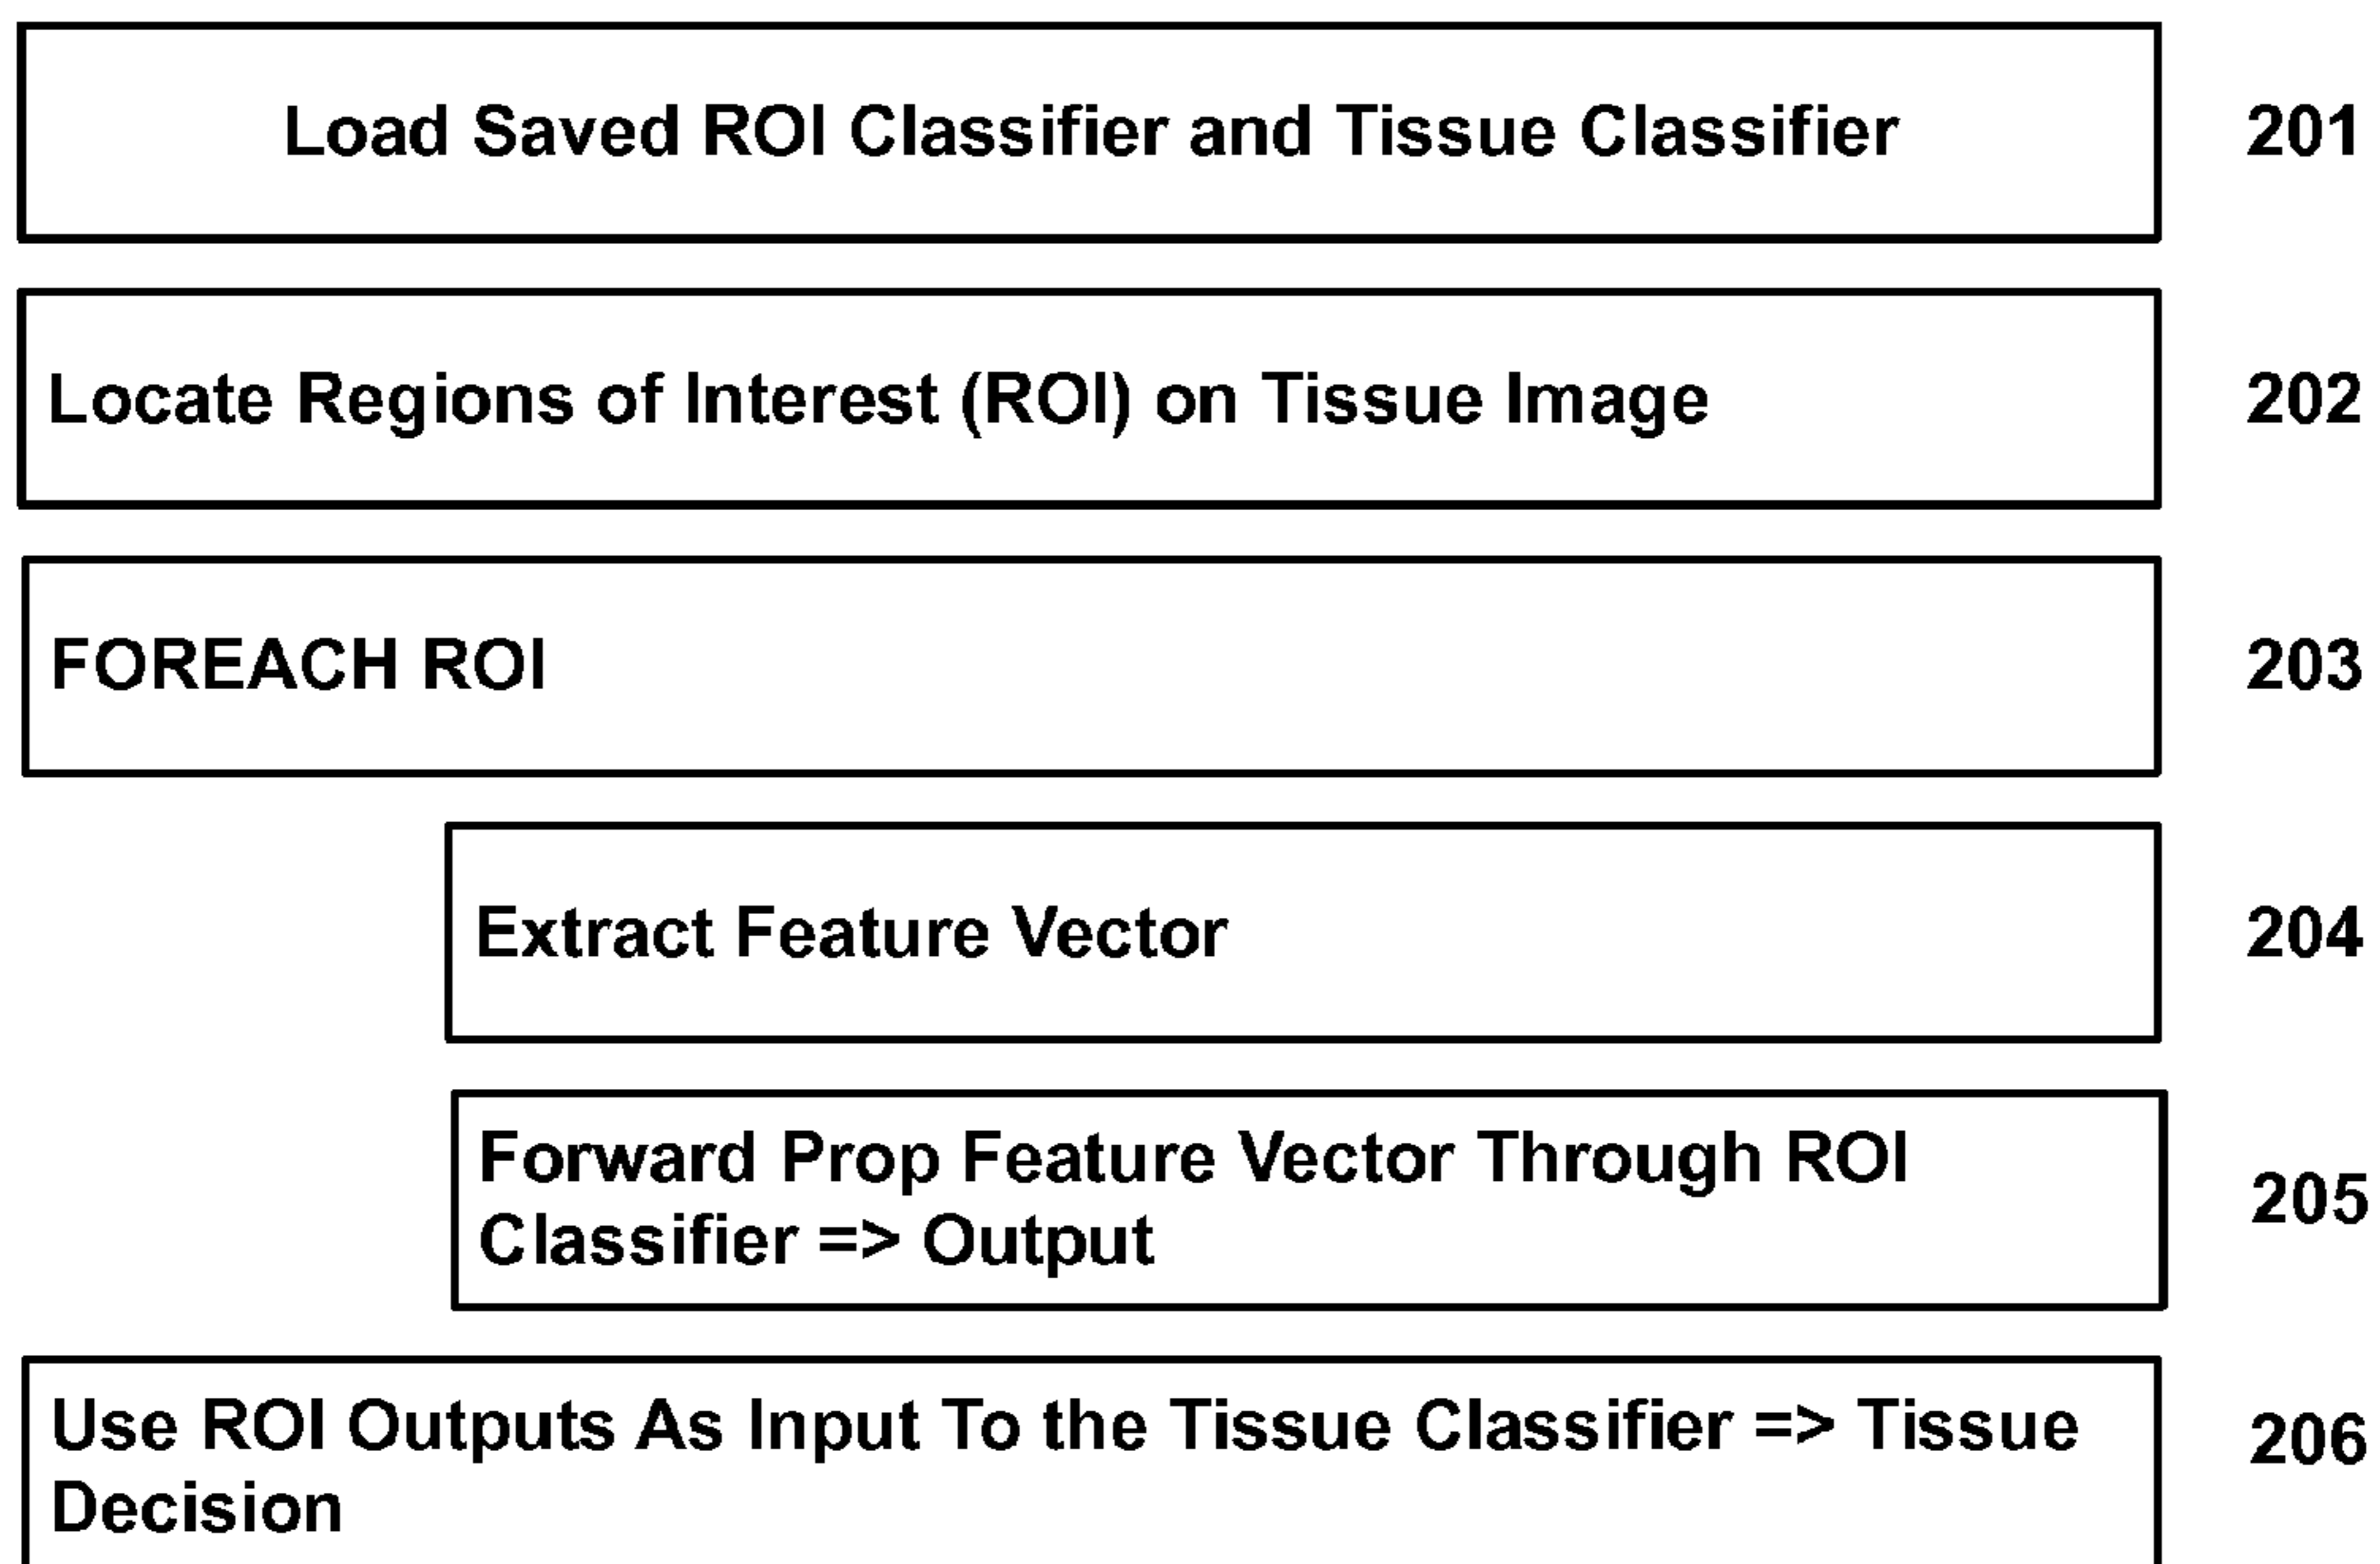 Load Saved ROI Classifier and Tissue Classifier 201
Locate Regions of Interest (ROI) on Tissue Image 202
FOREACH ROI 203
Extract Feature Vector 204
Forward Prop Feature Vector Through ROI
Classifier => Output 205
Use ROI Outputs As Input To the Tissue Classifier => Tissue 206
Decision